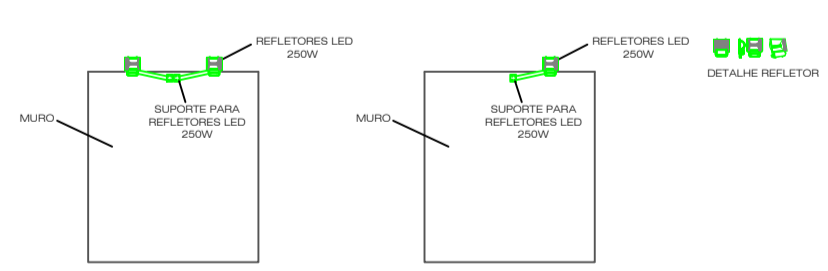 REFLETORES LED
250W
SUPORTE PARA
REFLETORES LED
250W
MURO
REFLETORES LED
250W
SUPORTE PARA
REFLETORES LED
250W
MURO
DETALHE REFLETOR